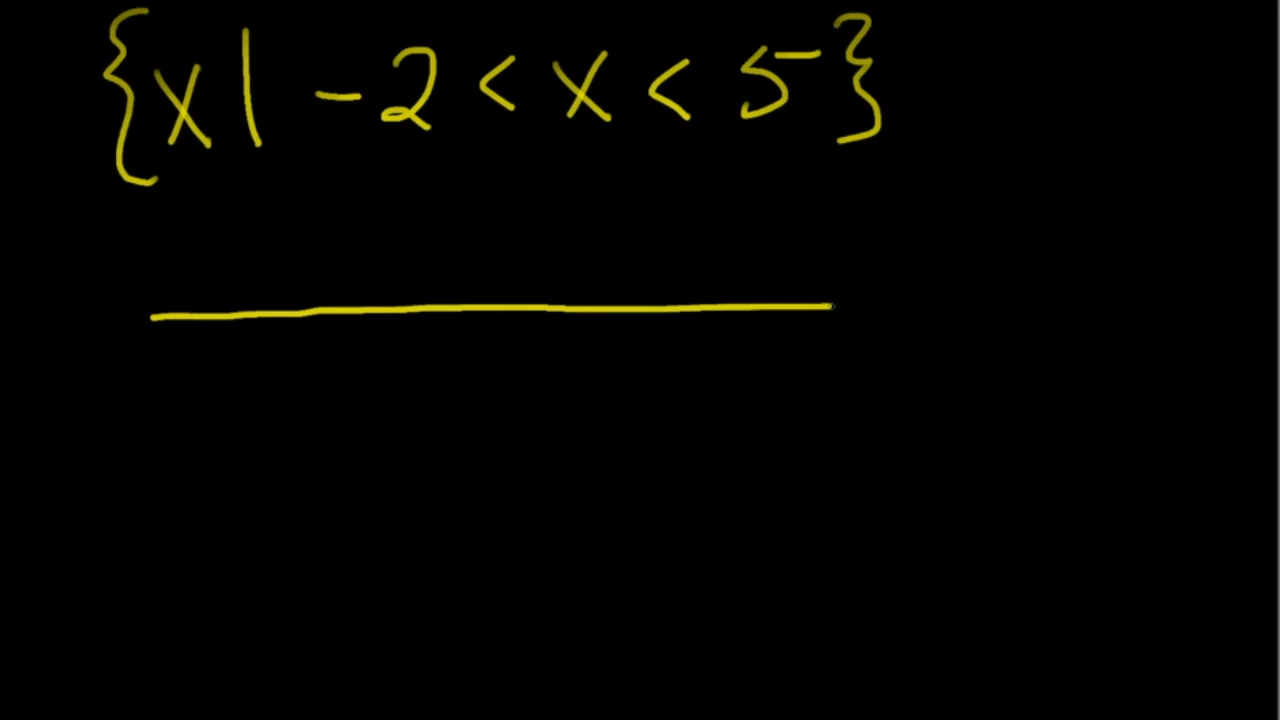 {x| -2 < x < 5}